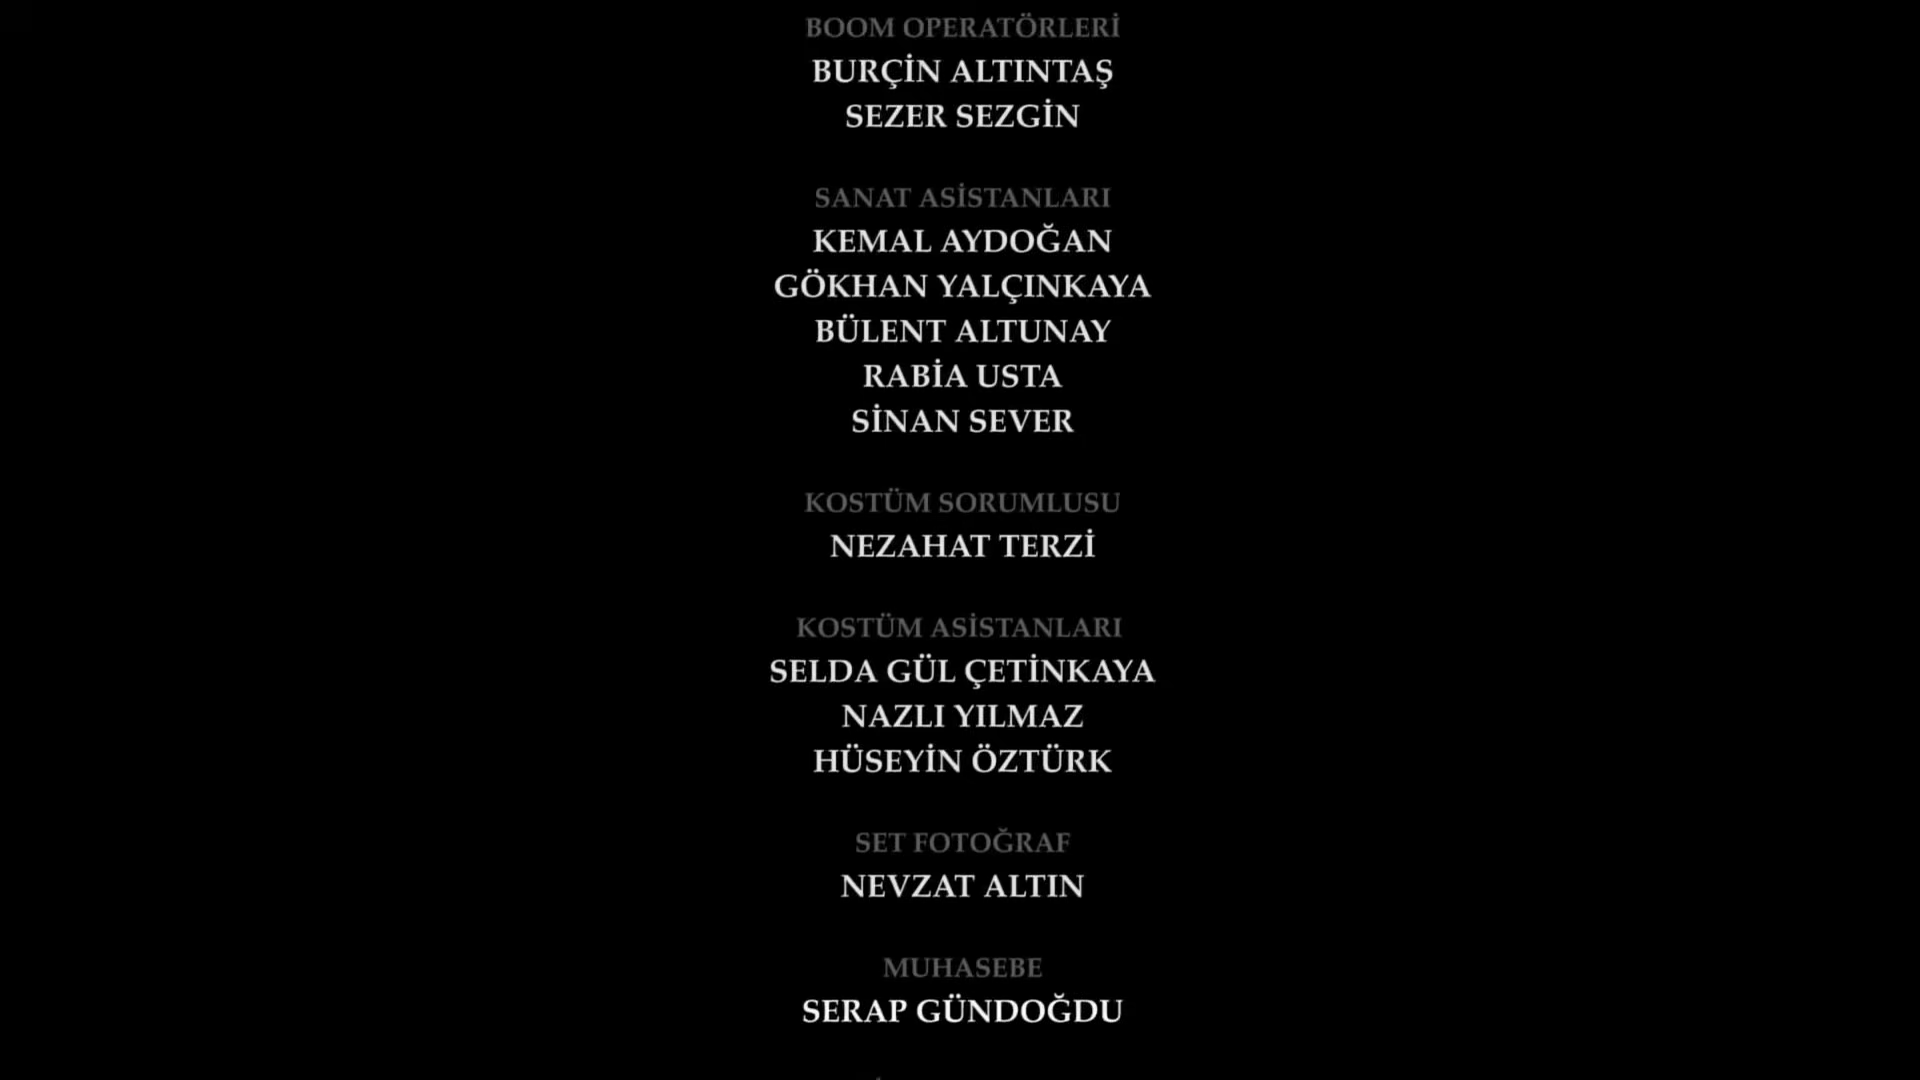 BOOM OPERATÖRLERİ
BURÇİN ALTINTAŞ
SEZER SEZGİN
SANAT ASİSTANLARI
KEMAL AYDOĞAN
GÖKHAN YALÇINKAYA
BÜLENT ALTUNAY
RABİA USTA
SİNAN SEVER
KOSTÜM SORUMLUSU
NEZAHAT TERZİ
KOSTÜM ASİSTANLARI
SELDA GÜL ÇETİNKAYA
NAZLI YILMAZ
HÜSEYİN ÖZTÜRK
SET FOTOĞRAF
NEVZAT ALTIN
MUHASEBE
SERAP GÜNDOĞDU